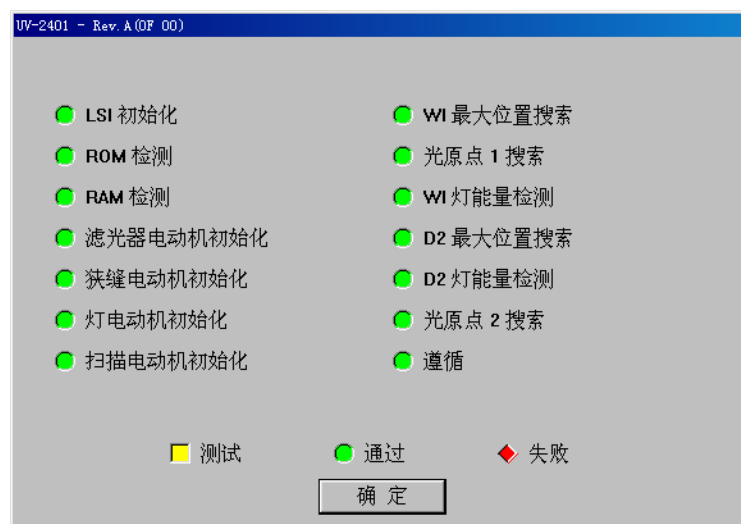 UV-2401 - Rev.A(0F 00)
LSI 初始化
ROM 检测
RAM 检测
滤光器电动机初始化
狭缝电动机初始化
灯电动机初始化
扫描电动机初始化
WI 最大位置搜索
光原点 1 搜索
WI 灯能量检测
D2 最大位置搜索
D2 灯能量检测
光原点 2 搜索
遵循
测试 通过 失败
确 定